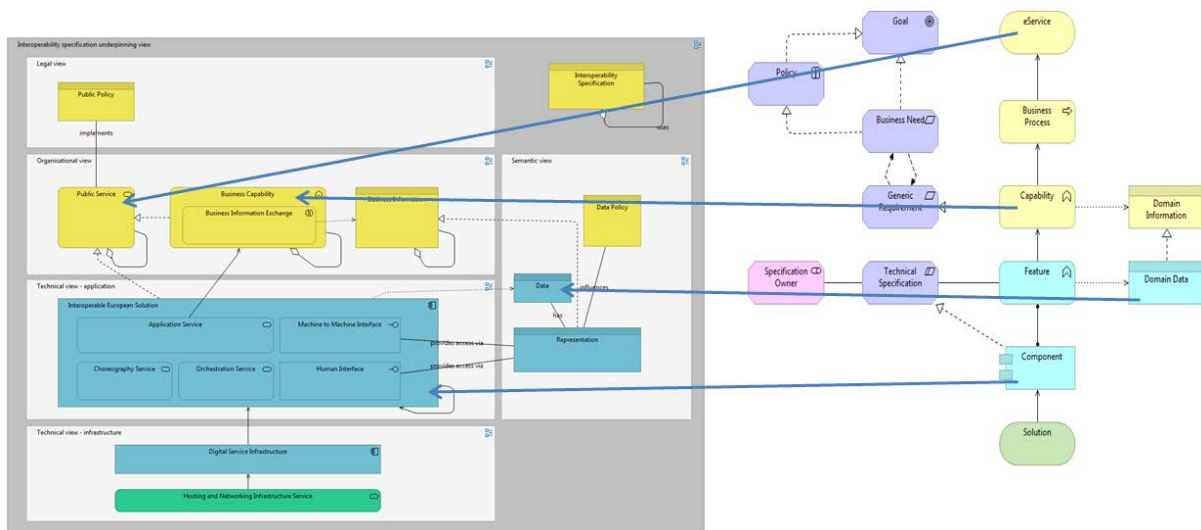 Interoperability specification underpinning view
Legal view
Public Policy
implements
Interoperability
Specification
uses
Organisational view
Public Service
Business Capability
Business Information Exchange
Business Information
Semantic view
Data Policy
Technical view - application
Interoperable European Solution
Application Service
Machine to Machine Interface
Choreography Service
Orchestration Service
Human Interface
provides access via
provides access via
Data
influences
has
Representation
Technical view - infrastructure
Digital Service Infrastructure
Hosting and Networking Infrastructure Service
Goal
Policy
Business Need
Generic
Requirement
Specification
Owner
Technical
Specification
eService
Business
Process
Capability
Domain
Information
Feature
Domain Data
Component
Solution